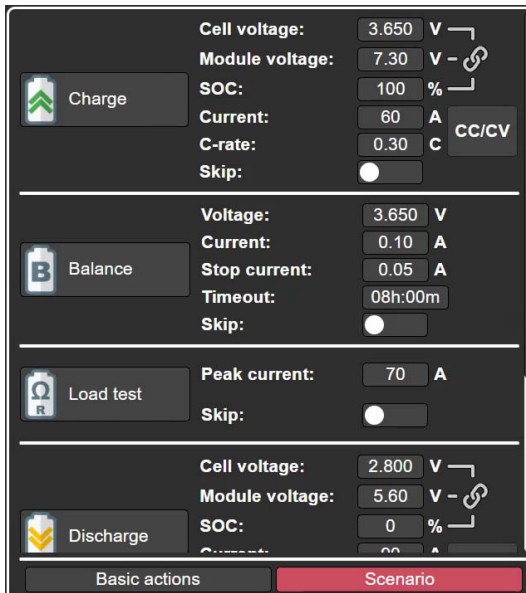 Cell voltage: 3.650 V
Module voltage: 7.30 V
Charge
SOC: 100 %
Current: 60 A
CC/CV
C-rate: 0.30 C
Skip:
Voltage: 3.650 V
Current: 0.10 A
B Balance
Stop current: 0.05 A
Timeout: 08h:00m
Skip:
Peak current: 70 A
Ω R Load test
Skip:
Cell voltage: 2.800 V
Module voltage: 5.60 V
SOC: 0 %
Discharge
Basic actions Scenario